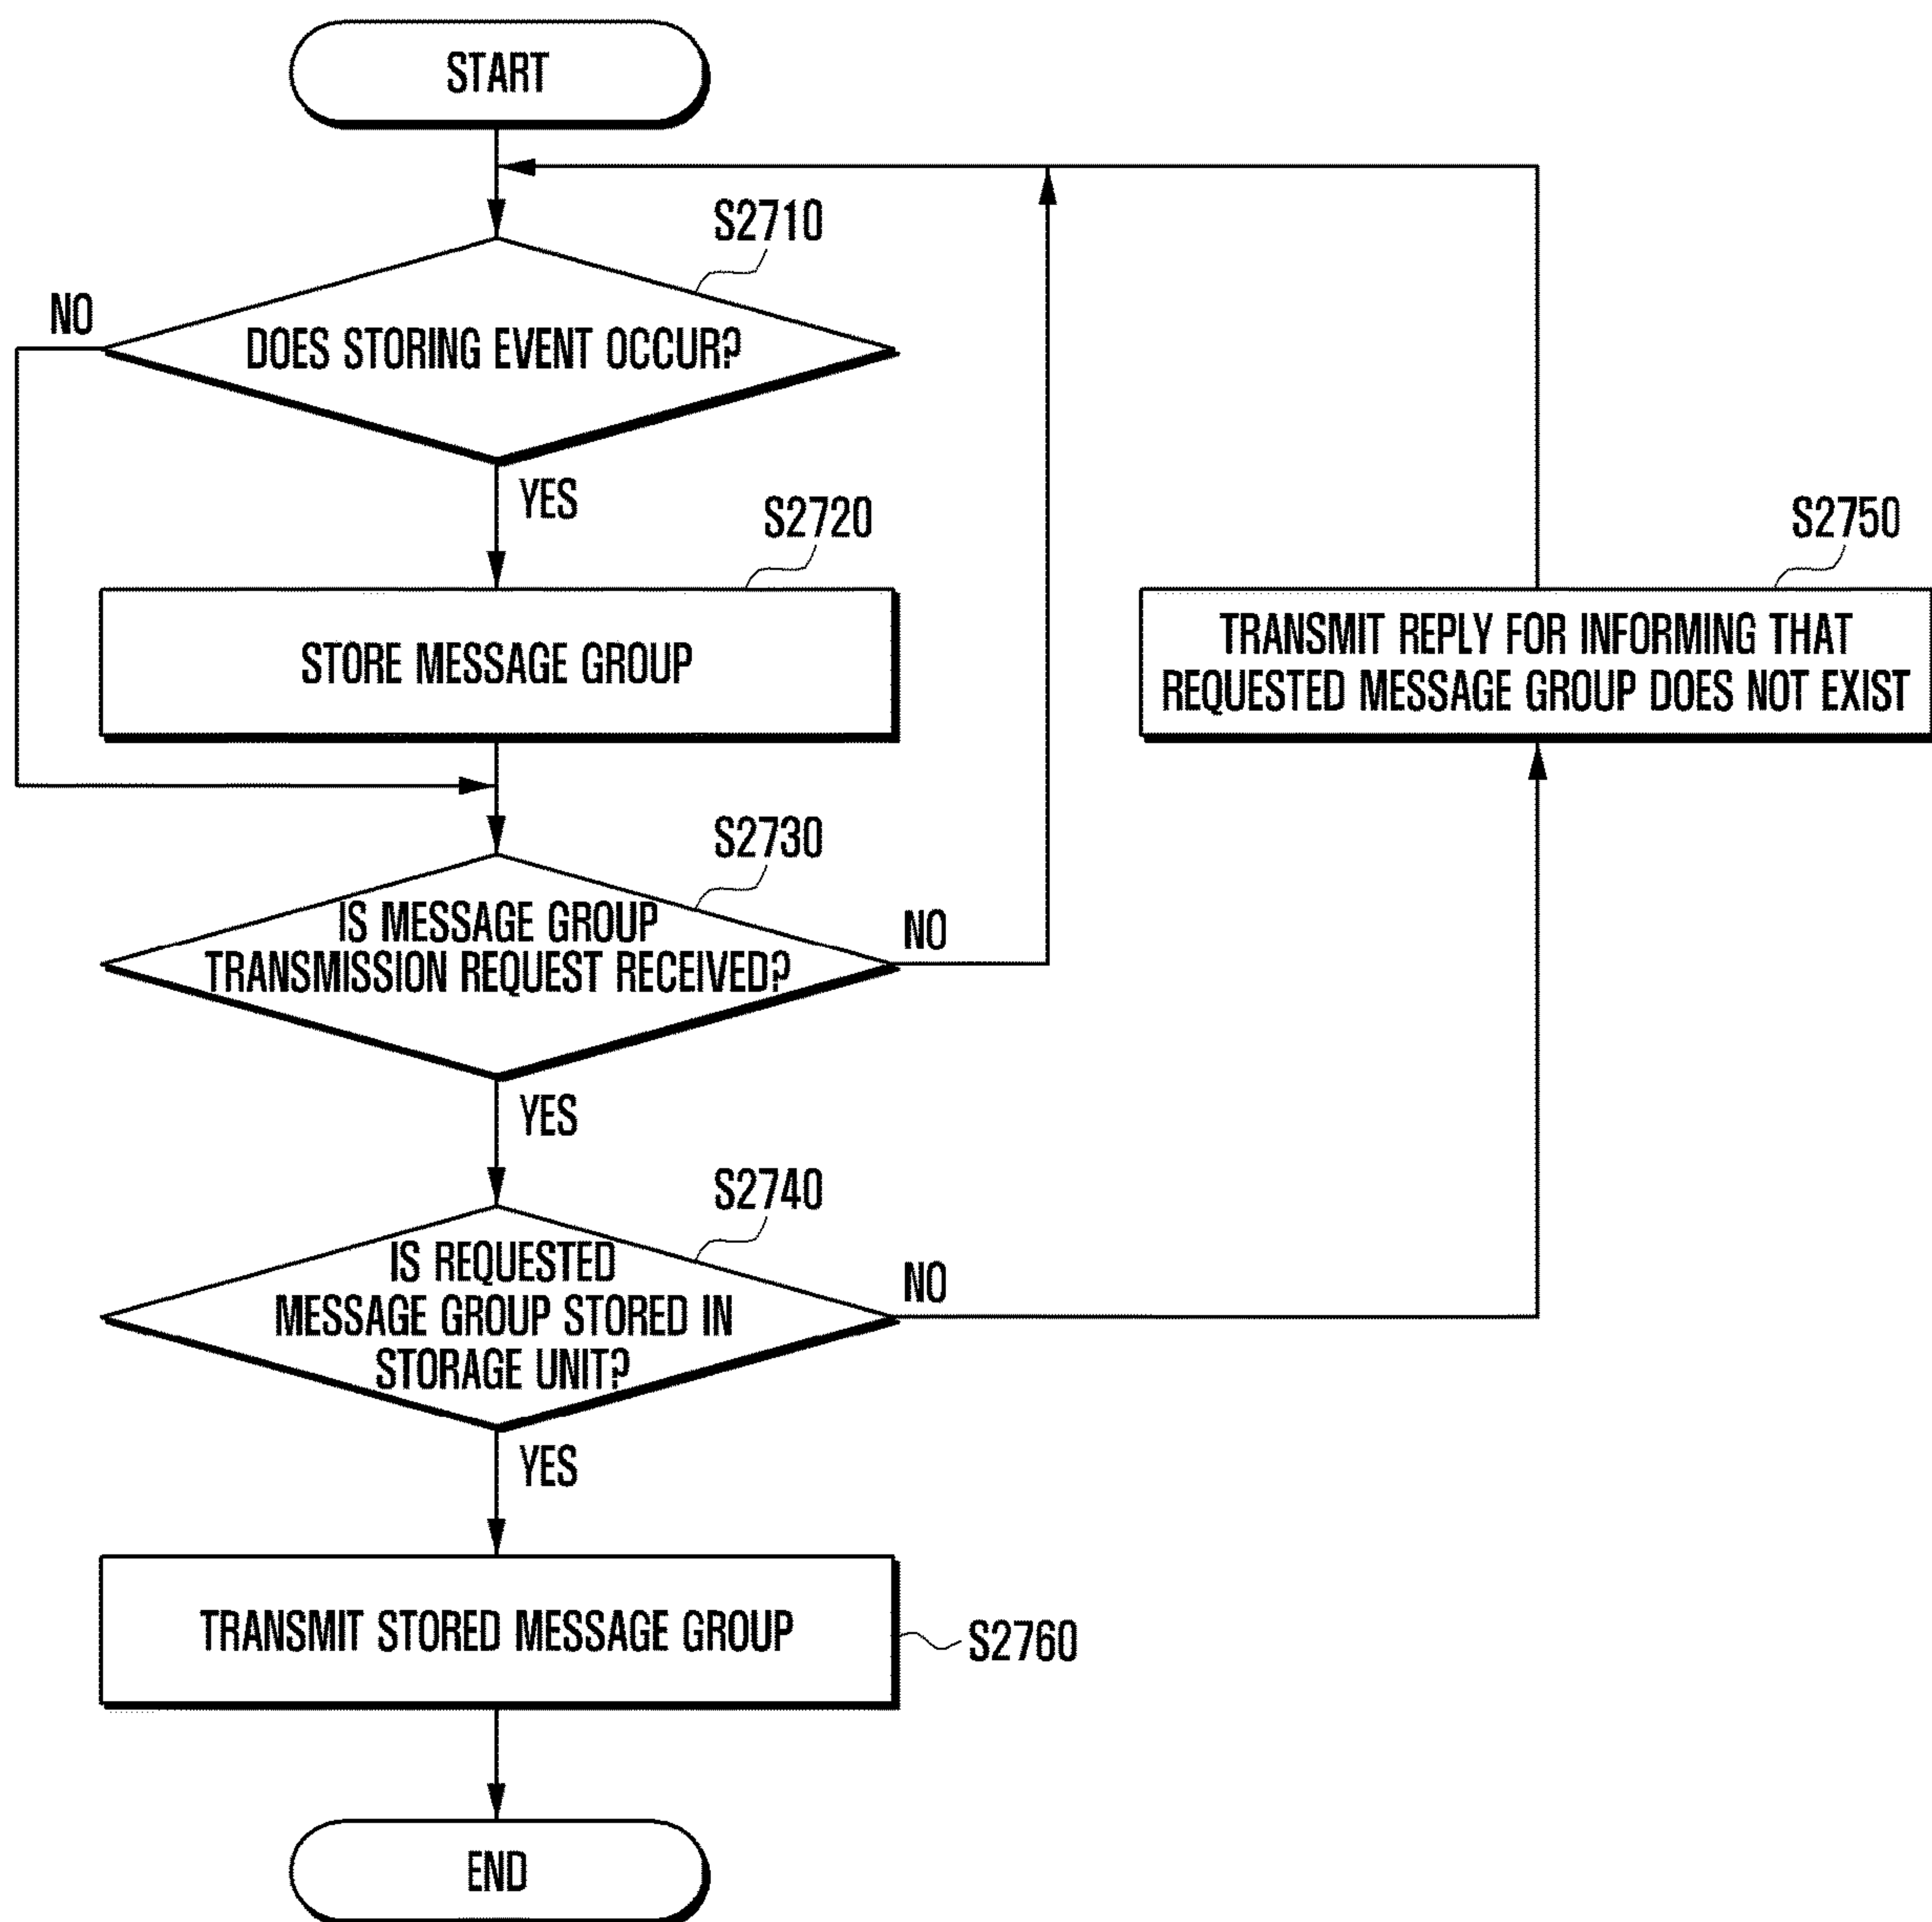 START
S2710
NO
DOES STORING EVENT OCCUR?
YES
S2720
STORE MESSAGE GROUP
S2750
TRANSMIT REPLY FOR INFORMING THAT
REQUESTED MESSAGE GROUP DOES NOT EXIST
S2730
IS MESSAGE GROUP
TRANSMISSION REQUEST RECEIVED?
NO
YES
S2740
IS REQUESTED
MESSAGE GROUP STORED IN
STORAGE UNIT?
NO
YES
TRANSMIT STORED MESSAGE GROUP
S2760
END